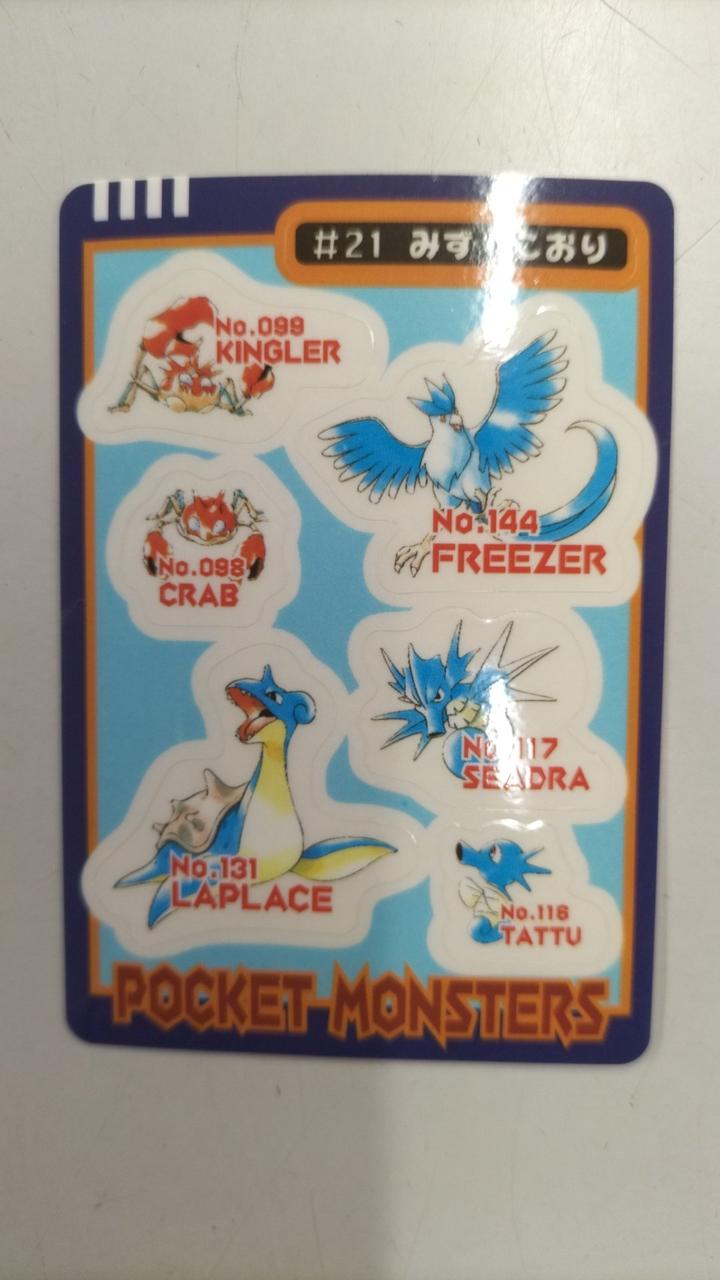 #21 みず こおり
No.099
KINGLER
No.144
FREEZER
No.098
CRAB
No.117
SEADRA
No.131
LAPLACE
No.116
TATTU
POCKET MONSTERS